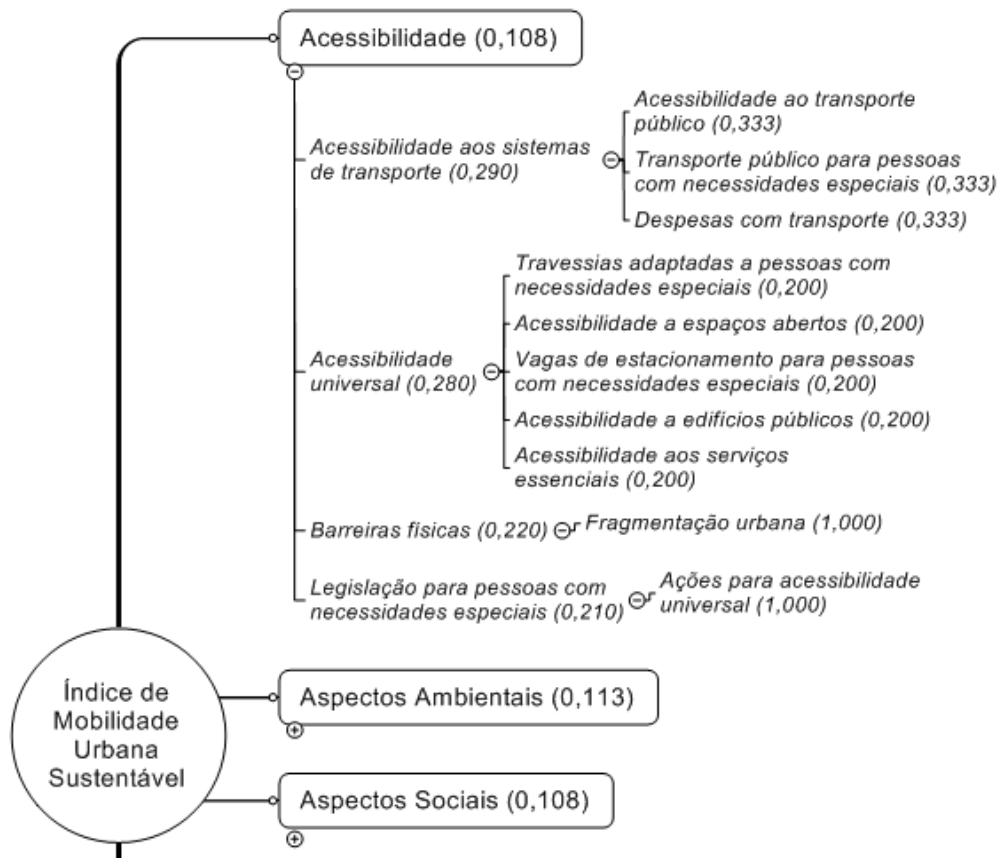 Acessibilidade (0,108)
Acessibilidade aos sistemas
de transporte (0,290)
Acessibilidade ao transporte
público (0,333)
Transporte público para pessoas
com necessidades especiais (0,333)
Despesas com transporte (0,333)
Acessibilidade
universal (0,280)
Travessias adaptadas a pessoas com
necessidades especiais (0,200)
Acessibilidade a espaços abertos (0,200)
Vagas de estacionamento para pessoas
com necessidades especiais (0,200)
Acessibilidade a edifícios públicos (0,200)
Acessibilidade aos serviços
essenciais (0,200)
Barreiras físicas (0,220)
Fragmentação urbana (1,000)
Legislação para pessoas com
necessidades especiais (0,210)
Ações para acessibilidade
universal (1,000)
Índice de
Mobilidade
Urbana
Sustentável
Aspectos Ambientais (0,113)
Aspectos Sociais (0,108)